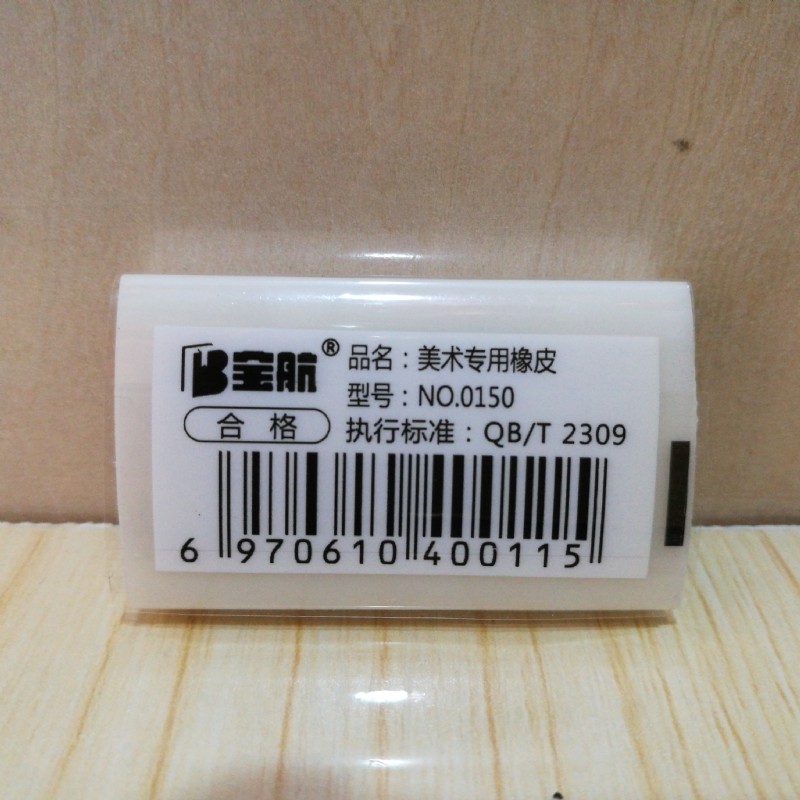 宝航®
品名：美术专用橡皮
型号：NO.0150
合格
执行标准：QB/T 2309
6 970610 400115